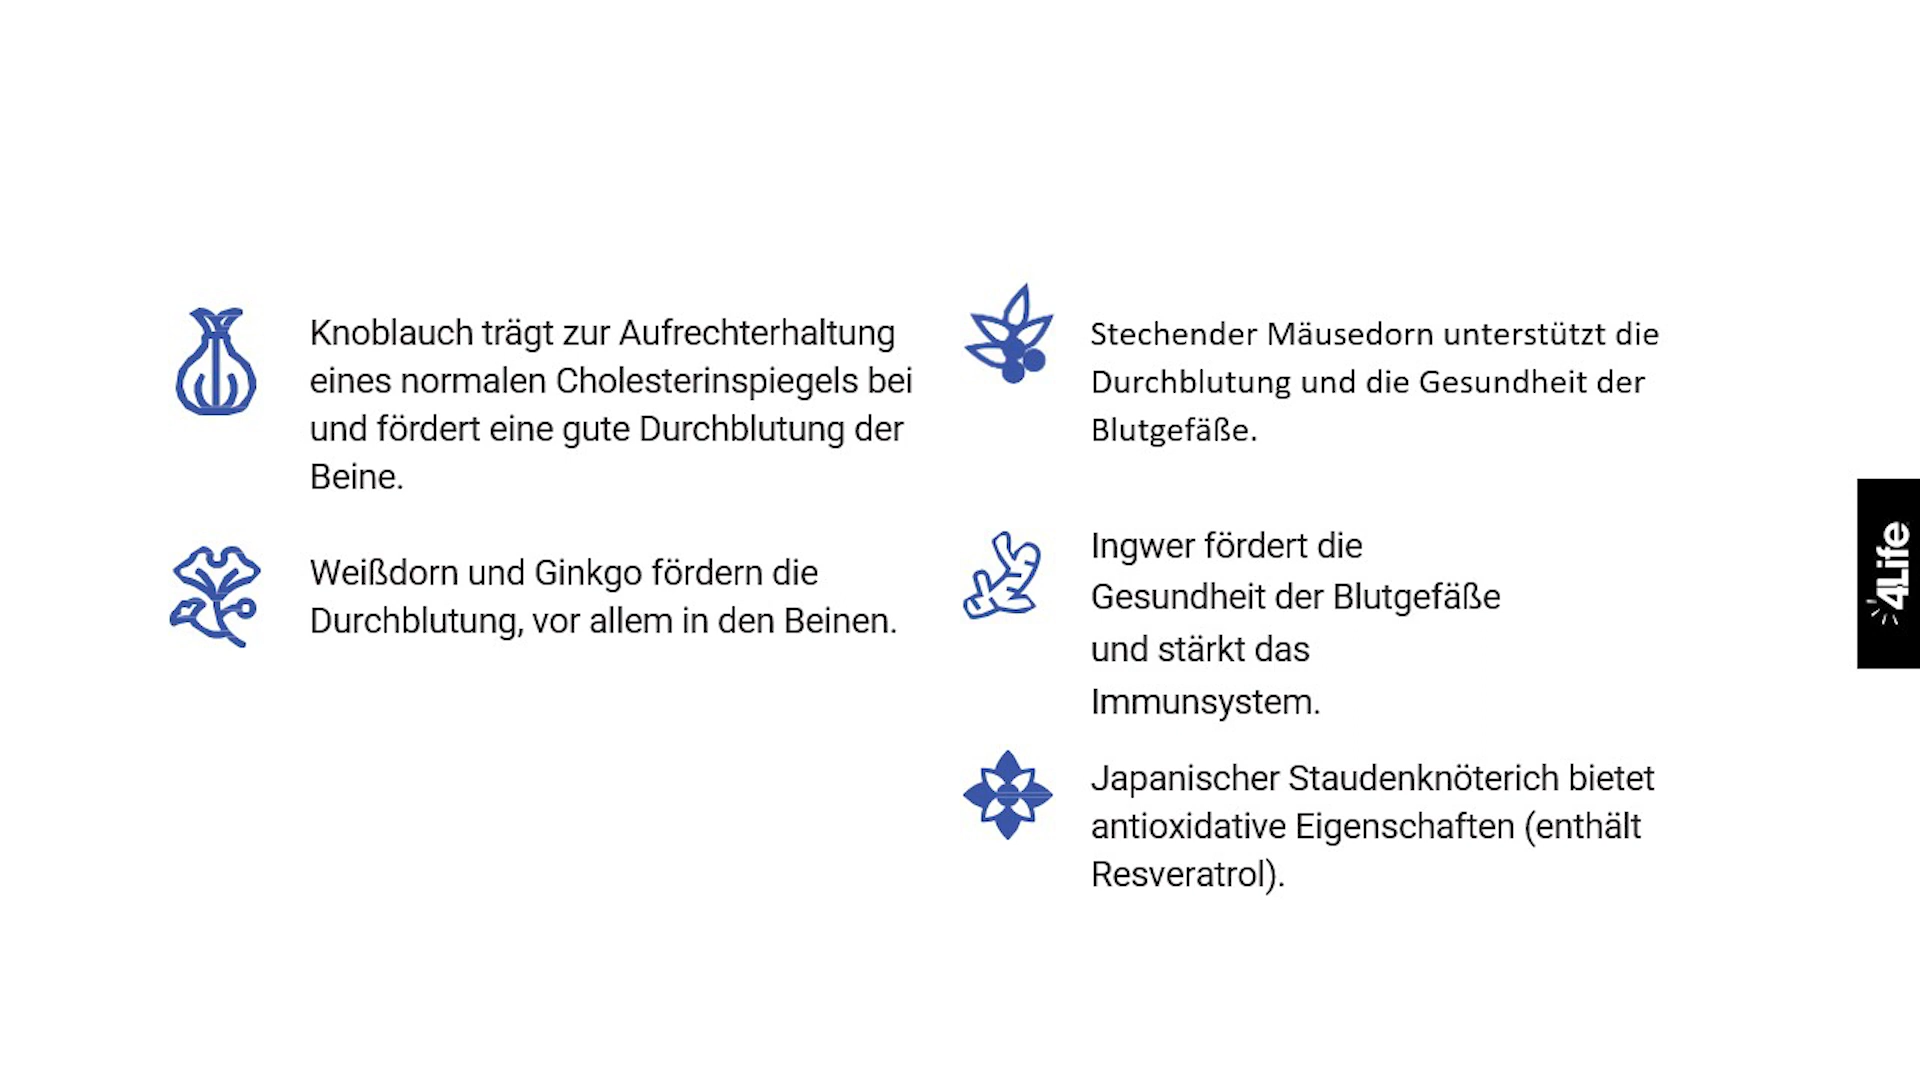 Knoblauch trägt zur Aufrechterhaltung
eines normalen Cholesterinspiegels bei
und fördert eine gute Durchblutung der
Beine.
Weißdorn und Ginkgo fördern die
Durchblutung, vor allem in den Beinen.
Stechender Mäusedorn unterstützt die
Durchblutung und die Gesundheit der
Blutgefäße.
Ingwer fördert die
Gesundheit der Blutgefäße
und stärkt das
Immunsystem.
Japanischer Staudenknöterich bietet
antioxidative Eigenschaften (enthält
Resveratrol).
4Life